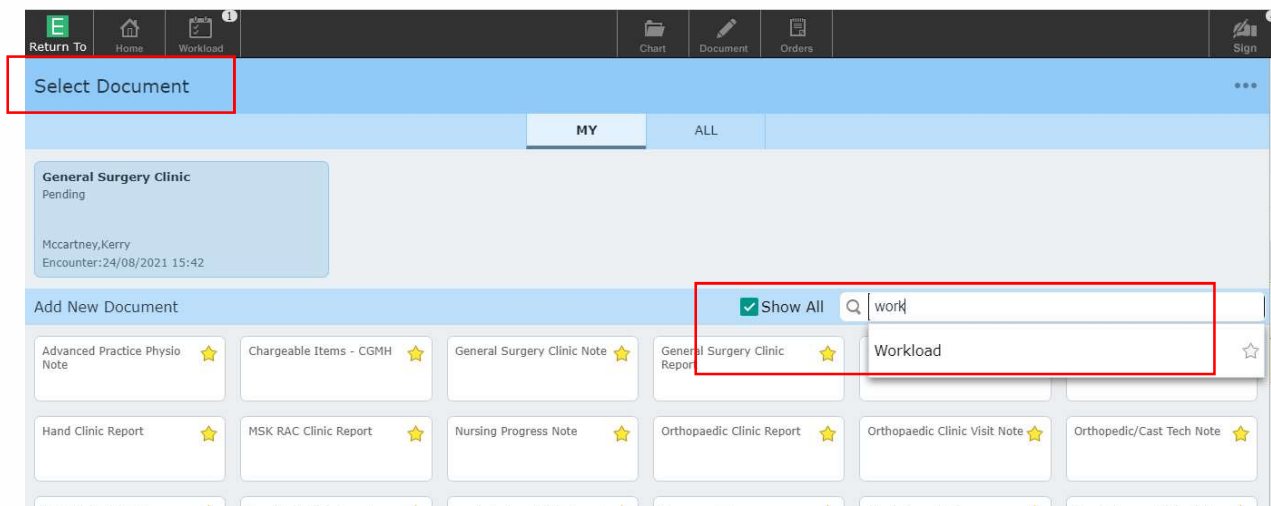 E
1
Return To
Home
Workload
Chart
Document
Orders
Sign
Select Document
MY
ALL
General Surgery Clinic
Pending
Mccartney,Kerry
Encounter:24/08/2021 15:42
Add New Document
Show All
work
Workload
Advanced Practice Physio
Note
Chargeable Items - CGMH
General Surgery Clinic Note
General Surgery Clinic
Report
Hand Clinic Report
MSK RAC Clinic Report
Nursing Progress Note
Orthopaedic Clinic Report
Orthopaedic Clinic Visit Note
Orthopedic/Cast Tech Note